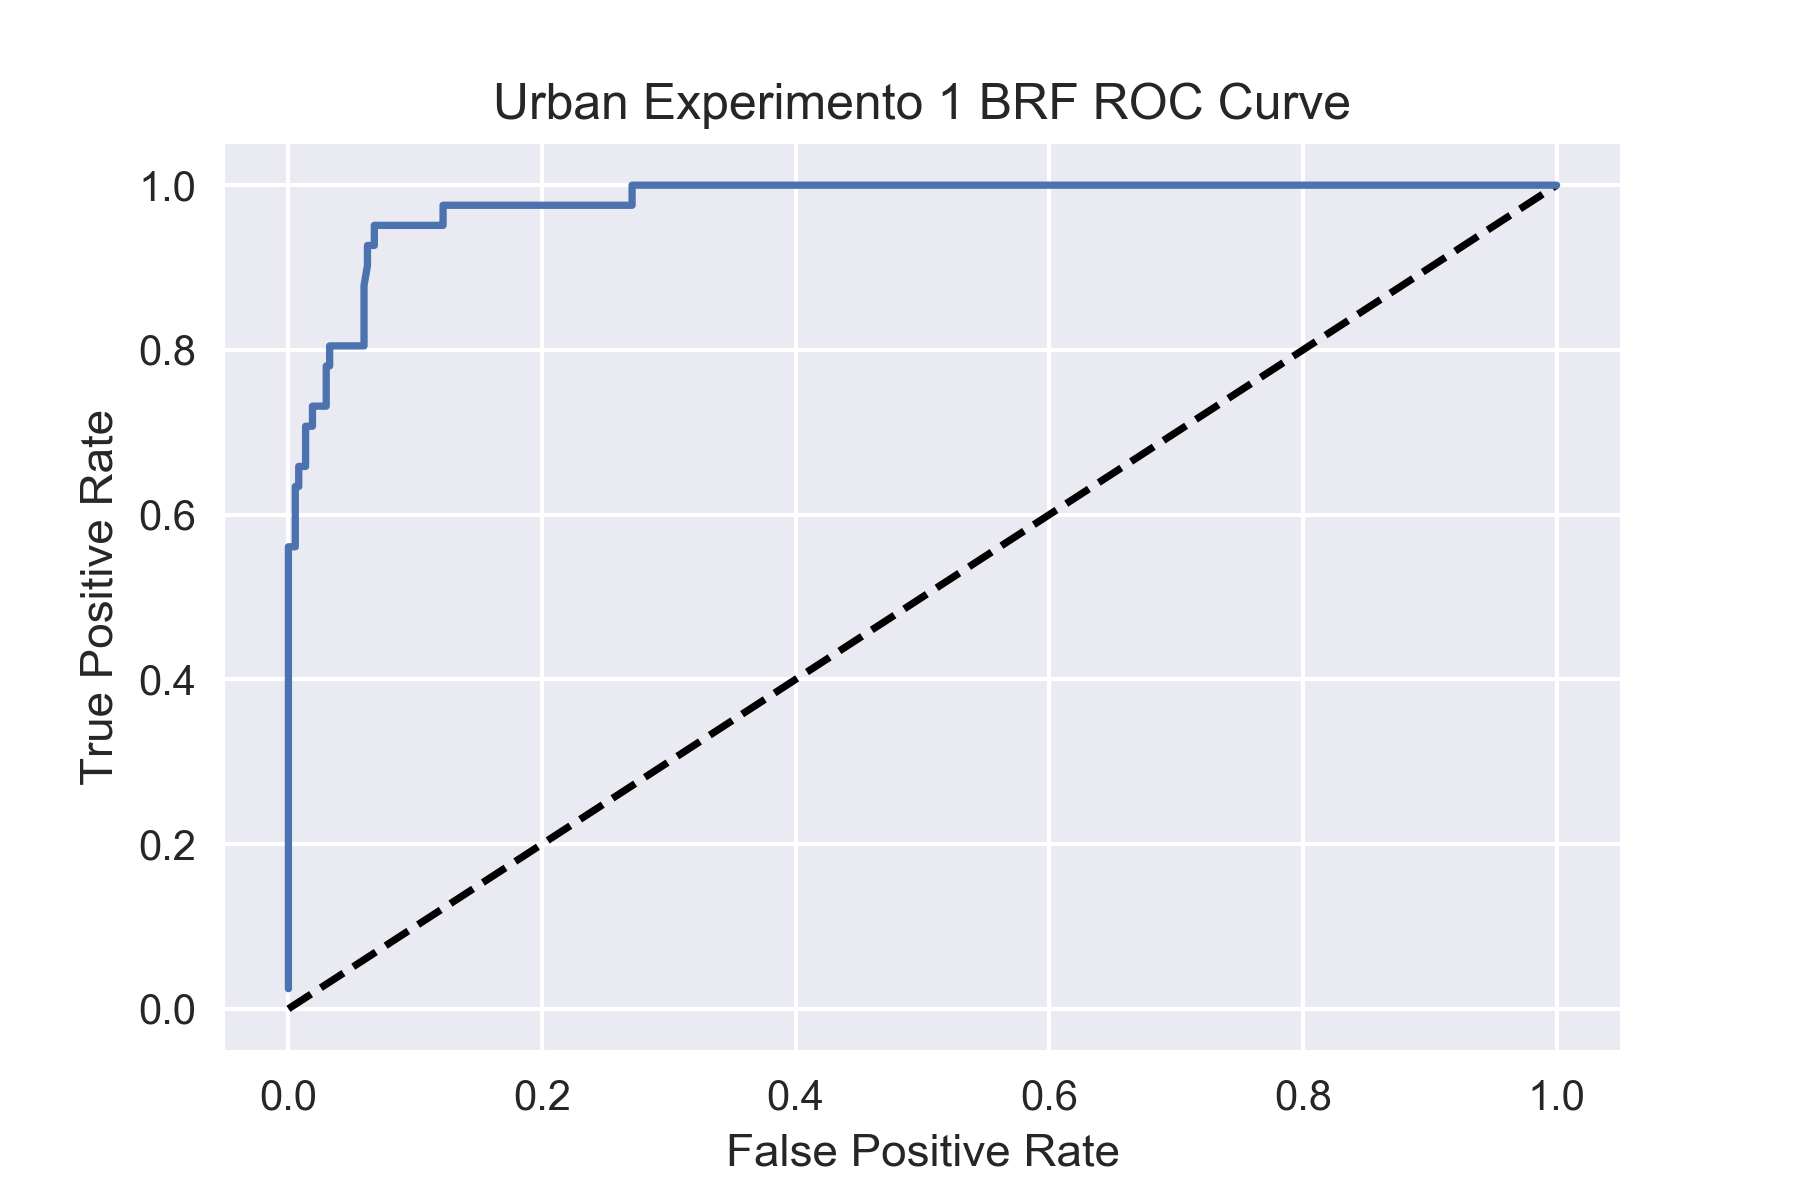 Urban Experimento 1 BRF ROC Curve
True Positive Rate
1.0
0.8
0.6
0.4
0.2
0.0
0.0 0.2 0.4 0.6 0.8 1.0
False Positive Rate